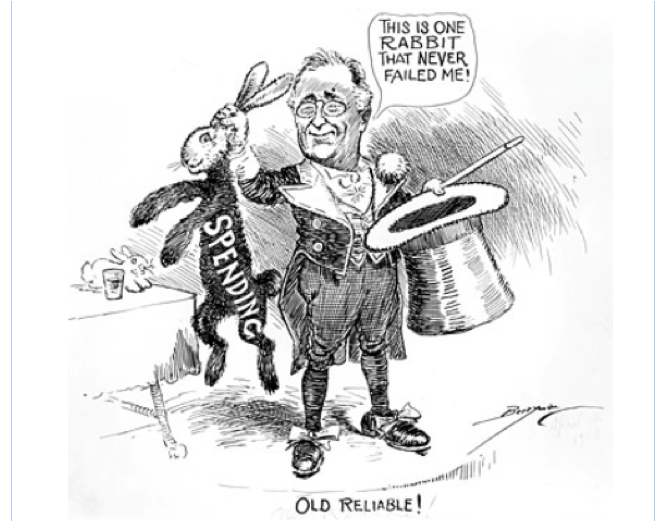 THIS IS ONE
RABBIT
THAT NEVER
FAILED ME!
SPENDING
OLD RELIABLE!